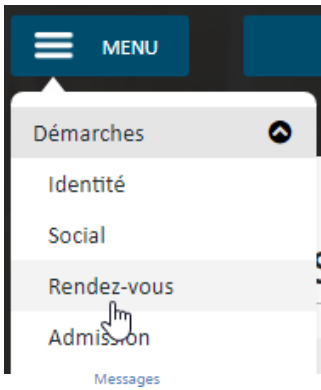 MENU
Démarches
Identité
Social
Rendez-vous
Admission
Messages